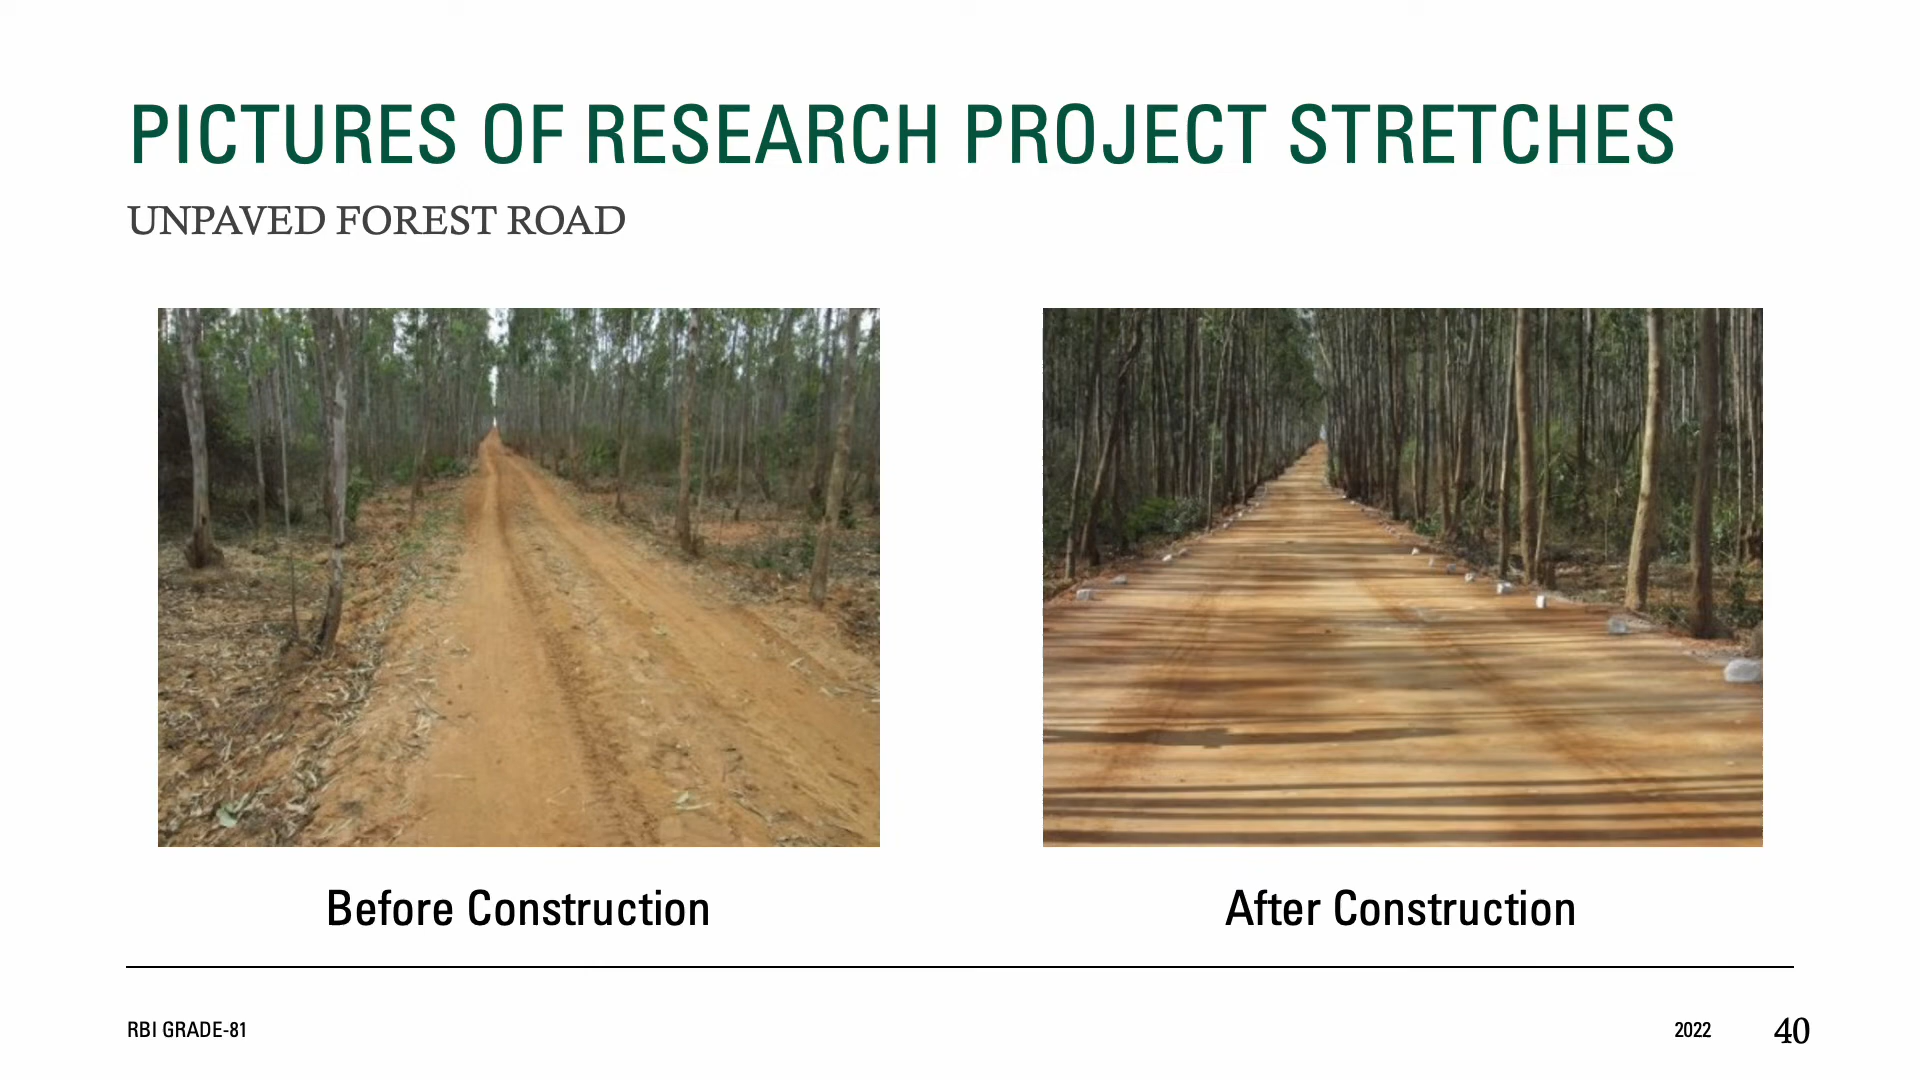 PICTURES OF RESEARCH PROJECT STRETCHES
UNPAVED FOREST ROAD
Before Construction
After Construction
RBI GRADE-81
2022
40